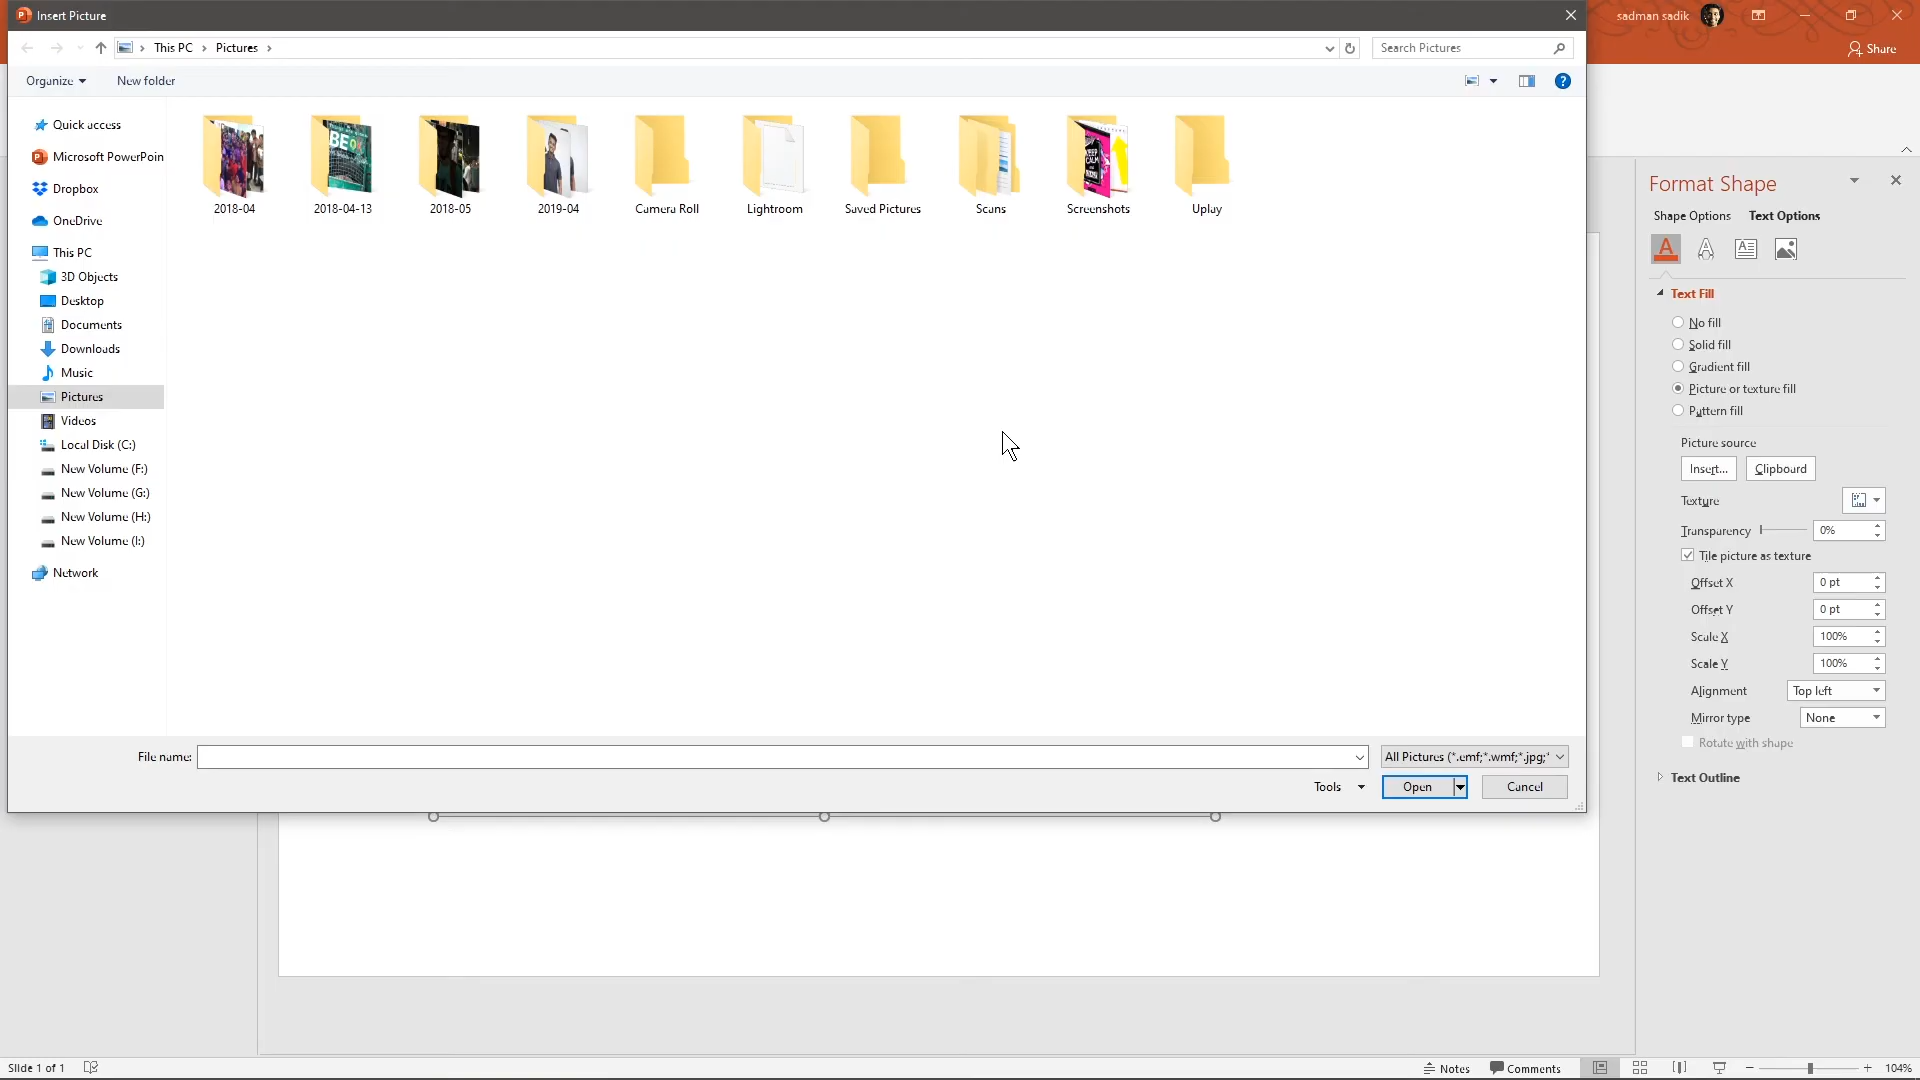 Insert Picture
sadman sadik
Share
This PC
Pictures
Search Pictures
Organize
New folder
Quick access
Microsoft PowerPoin
Dropbox
OneDrive
This PC
3D Objects
Desktop
Documents
Downloads
Music
Pictures
Videos
Local Disk (C:)
New Volume (F:)
New Volume (G:)
New Volume (H:)
New Volume (I:)
Network
BE
KEEP
CALM
2018-04
2018-04-13
2018-05
2019-04
Camera Roll
Lightroom
Saved Pictures
Scans
Screenshots
Uplay
File name:
All Pictures (*.emf;*.wmf;*.jpg;*
Tools
Open
Cancel
Format Shape
Shape Options
Text Options
Text Fill
No fill
Solid fill
Gradient fill
Picture or texture fill
Pattern fill
Picture source
Insert...
Clipboard
Texture
Transparency
0%
Tile picture as texture
Offset X
0 pt
Offset Y
0 pt
Scale X
100%
Scale Y
100%
Alignment
Top left
Mirror type
None
Rotate with shape
Text Outline
Slide 1 of 1
Notes
Comments
104%